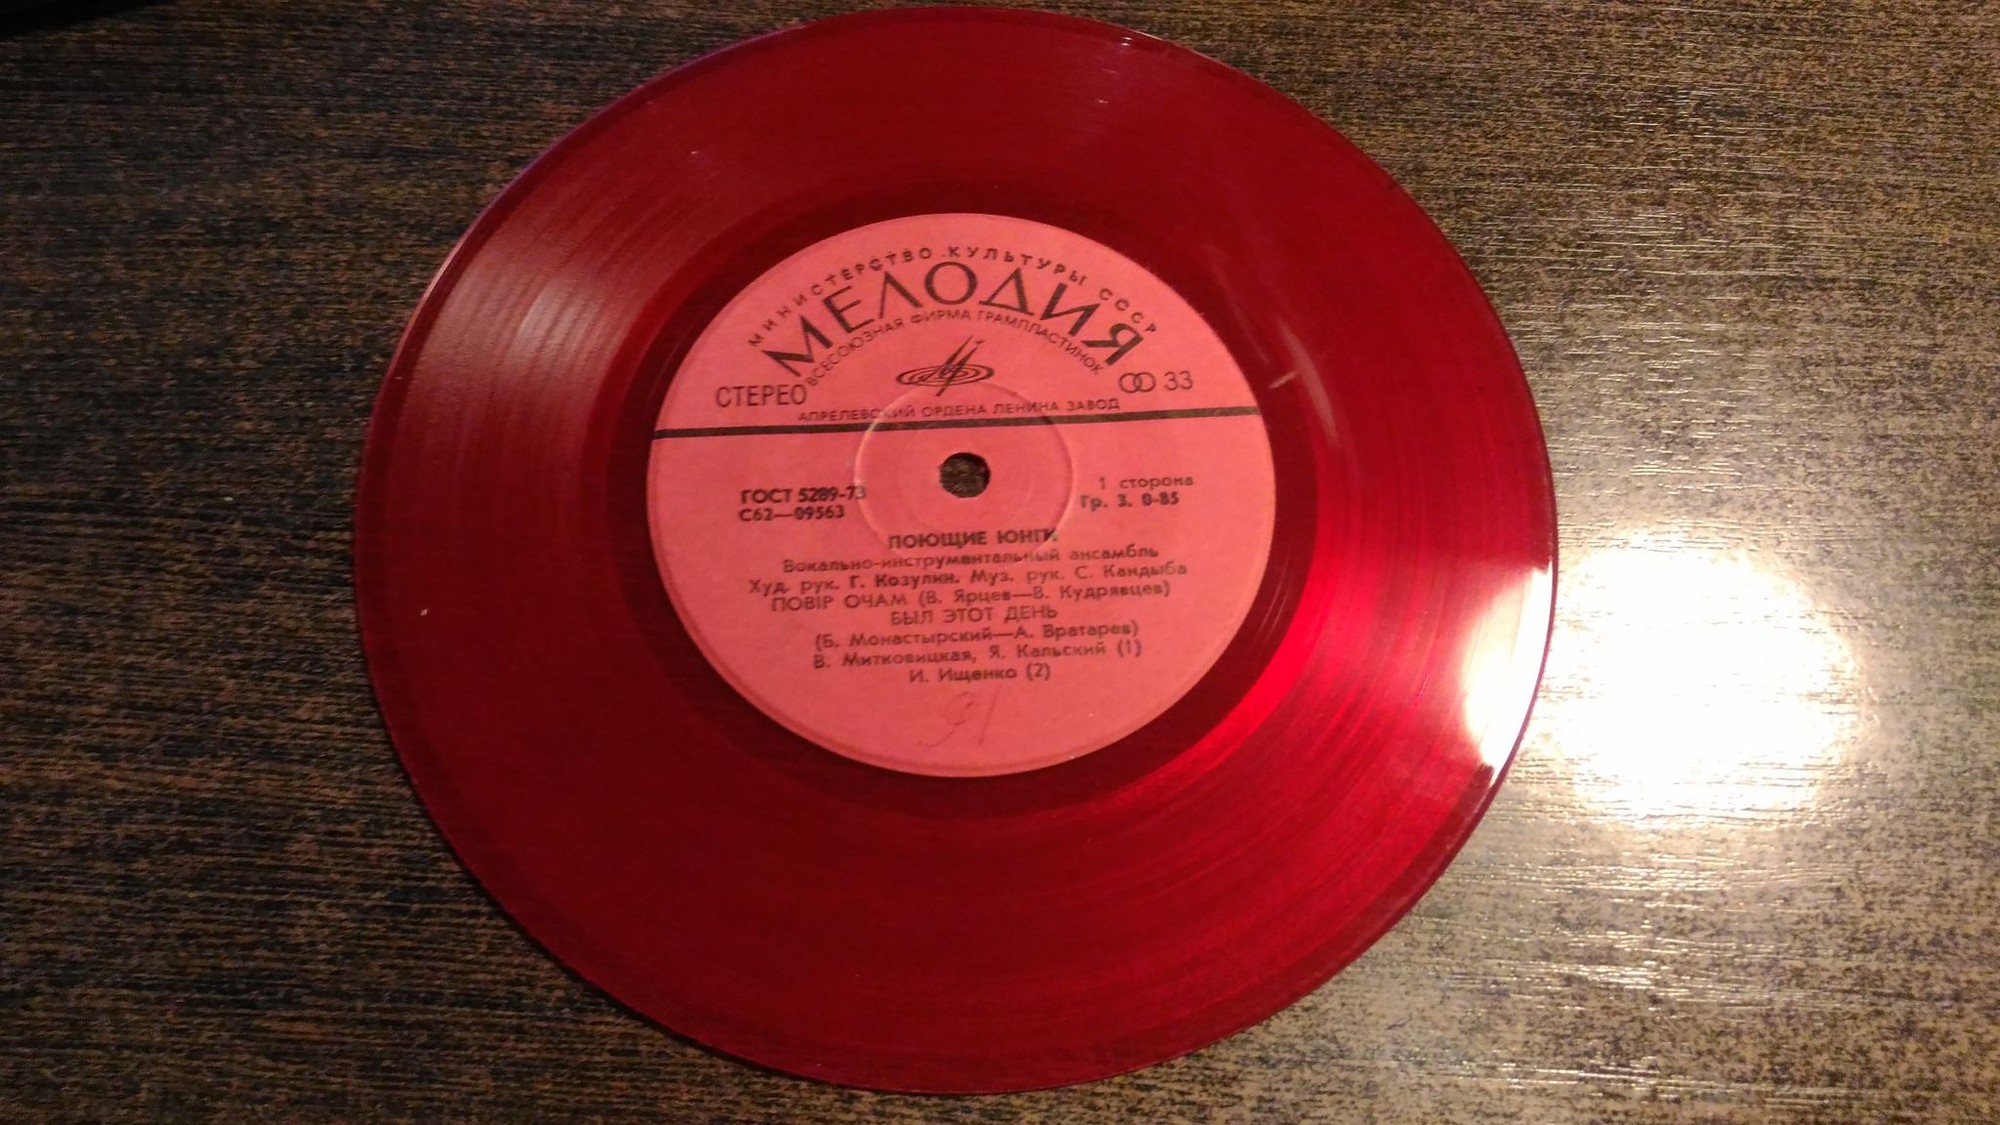 МИНИСТЕРСТВО КУЛЬТУРЫ СССР
МЕЛОДИЯ
ВСЕСОЮЗНАЯ ФИРМА ГРАМПЛАСТИНОК
СТЕРЕО
33
АПРЕЛЕВСКИЙ ОРДЕНА ЛЕНИНА ЗАВОД
ГОСТ 5289-73
С62—09563
1 сторона
Гр. 3. 0-85
ПОЮЩИЕ ЮНГИ
Вокально-инструментальный ансамбль
Худ. рук. Г. Козулин. Муз. рук. С. Кандыба
ПОВІР ОЧАМ (В. Ярцев—В. Кудрявцев)
БЫЛ ЭТОТ ДЕНЬ
(Б. Монастырский—А. Вратарев)
В. Митковицкая, Я. Кальский (1)
И. Ищенко (2)
91